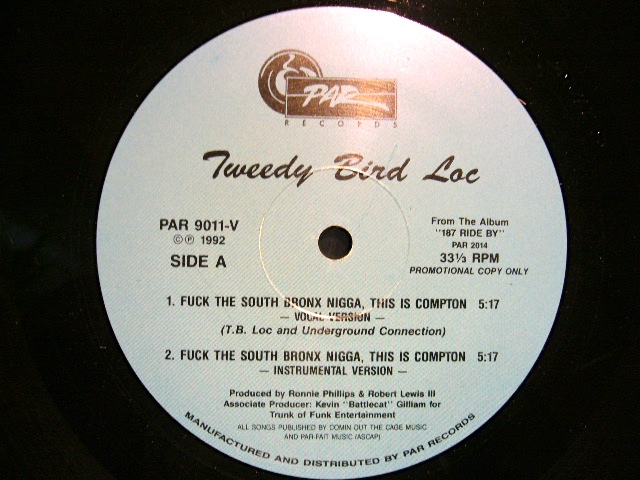 PAR
RECORDS
Tweedy Bird Loc
PAR 9011-V
©℗ 1992
SIDE A
From The Album
"187 RIDE BY"
PAR 2014
33⅓ RPM
PROMOTIONAL COPY ONLY
1. FUCK THE SOUTH BRONX NIGGA, THIS IS COMPTON 5:17
— VOCAL VERSION —
(T.B. Loc and Underground Connection)
2. FUCK THE SOUTH BRONX NIGGA, THIS IS COMPTON 5:17
— INSTRUMENTAL VERSION —
Produced by Ronnie Phillips & Robert Lewis III
Associate Producer: Kevin "Battlecat" Gilliam for
Trunk of Funk Entertainment
ALL SONGS PUBLISHED BY DOMIN OUT THE CAGE MUSIC
AND PAR-FAIT MUSIC (ASCAP)
MANUFACTURED AND DISTRIBUTED BY PAR RECORDS